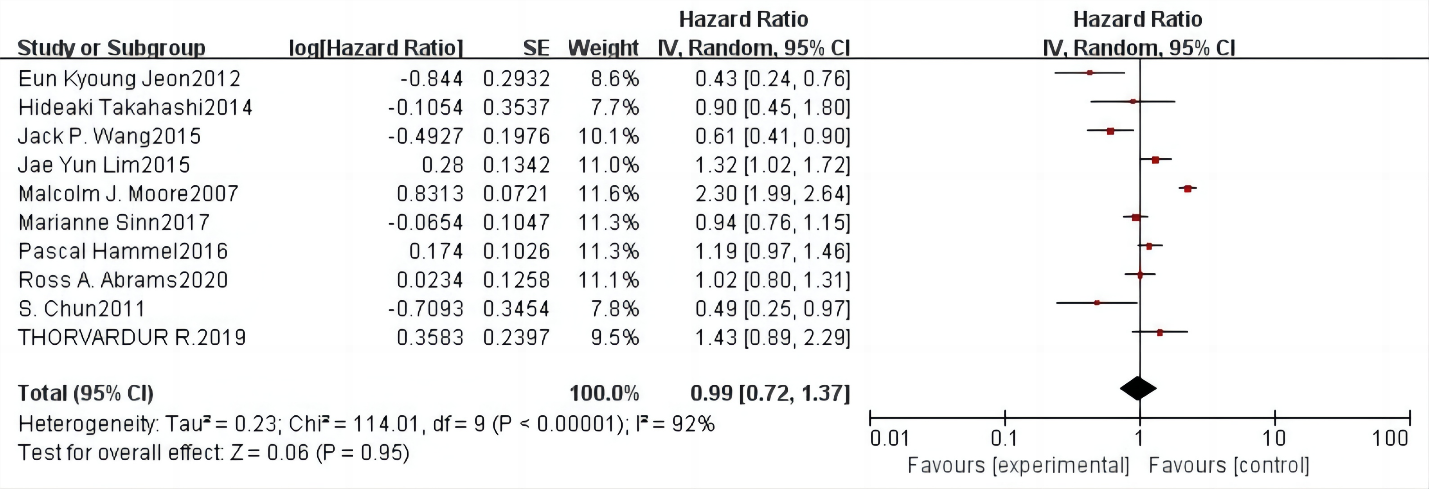 Hazard Ratio Hazard Ratio
Study or Subgroup log[Hazard Ratio] SE Weight IV, Random, 95% CI IV, Random, 95% CI
Eun Kyoung Jeon2012 -0.844 0.2932 8.6% 0.43 [0.24, 0.76]
Hideaki Takahashi2014 -0.1054 0.3537 7.7% 0.90 [0.45, 1.80]
Jack P. Wang2015 -0.4927 0.1976 10.1% 0.61 [0.41, 0.90]
Jae Yun Lim2015 0.28 0.1342 11.0% 1.32 [1.02, 1.72]
Malcolm J. Moore2007 0.8313 0.0721 11.6% 2.30 [1.99, 2.64]
Marianne Sinn2017 -0.0654 0.1047 11.3% 0.94 [0.76, 1.15]
Pascal Hammel2016 0.174 0.1026 11.3% 1.19 [0.97, 1.46]
Ross A. Abrams2020 0.0234 0.1258 11.1% 1.02 [0.80, 1.31]
S. Chun2011 -0.7093 0.3454 7.8% 0.49 [0.25, 0.97]
THORVARDUR R.2019 0.3583 0.2397 9.5% 1.43 [0.89, 2.29]
Total (95% CI) 100.0% 0.99 [0.72, 1.37]
Heterogeneity: Tau² = 0.23; Chi² = 114.01, df = 9 (P < 0.00001); I² = 92%
Test for overall effect: Z = 0.06 (P = 0.95)
0.01 0.1 1 10 100
Favours [experimental] Favours [control]